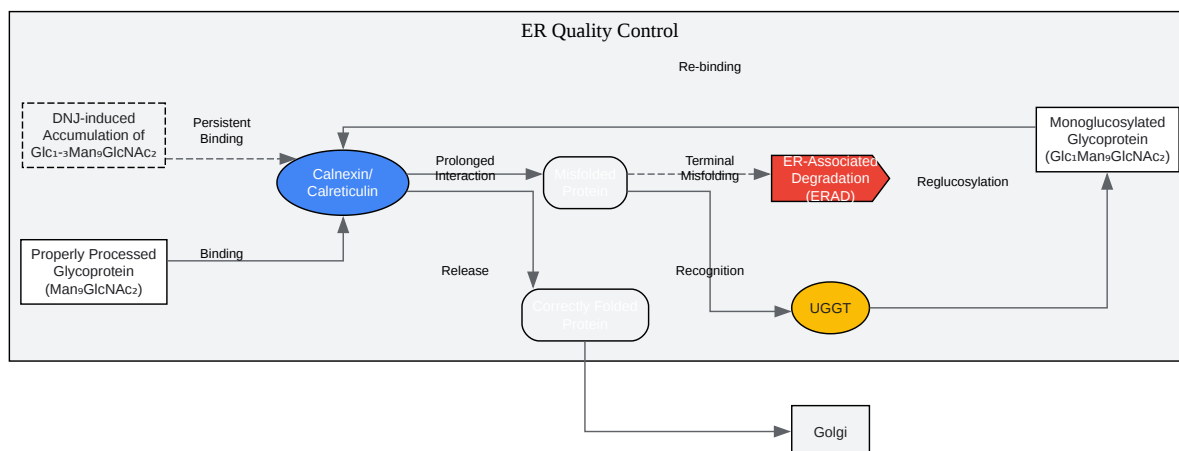 ER Quality Control
Re-binding
DNJ-induced
Accumulation of
Glc₁-₃Man₉GlcNAc₂
Persistent
Binding
Monoglucosylated
Glycoprotein
(Glc₁Man₉GlcNAc₂)
Calnexin/
Calreticulin
Prolonged
Interaction
Misfolded
Protein
Terminal
Misfolding
ER-Associated
Degradation
(ERAD)
Reglucosylation
Properly Processed
Glycoprotein
(Man₉GlcNAc₂)
Binding
Release
Recognition
Correctly Folded
Protein
UGGT
Golgi